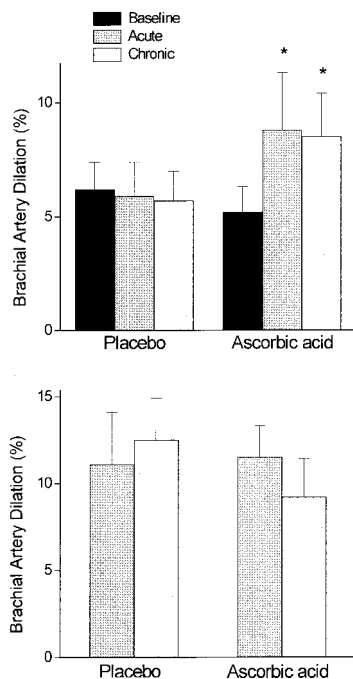 Baseline
Acute
Chronic
*
*
10
5
0
Brachial Artery Dilation (%)
Placebo
Ascorbic acid
15
10
5
0
Brachial Artery Dilation (%)
Placebo
Ascorbic acid